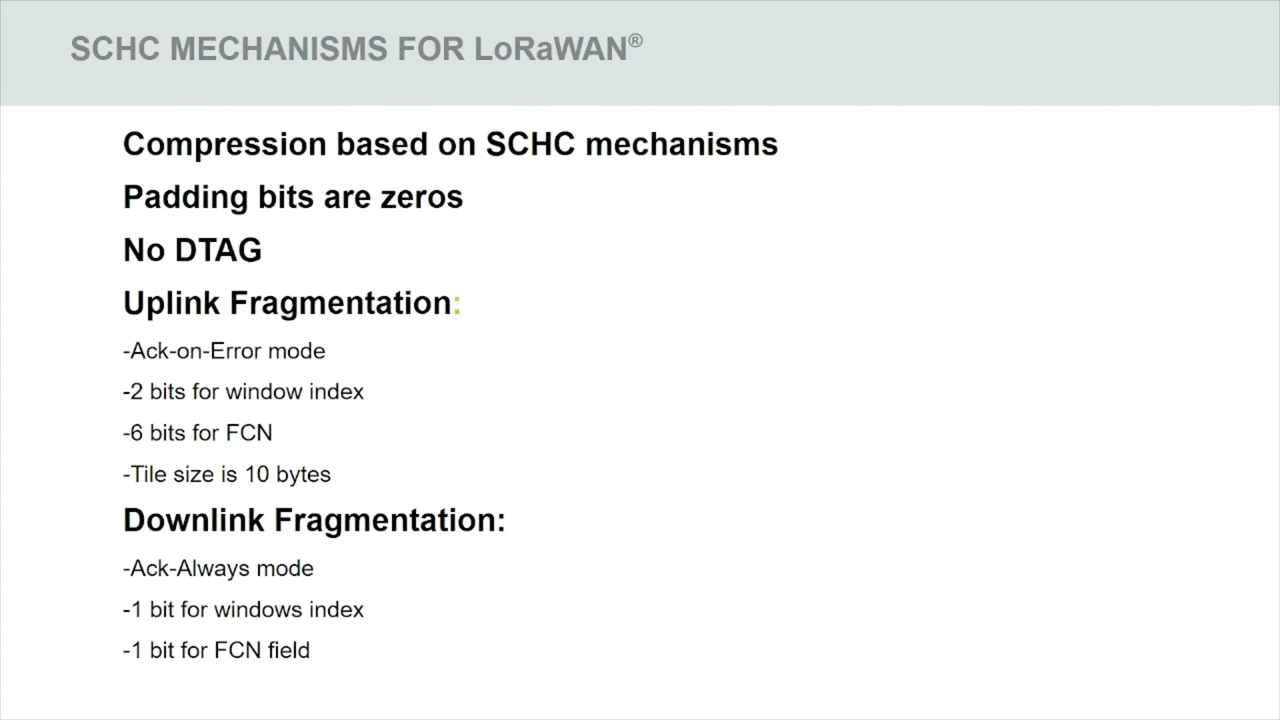 SCHC MECHANISMS FOR LoRaWAN®
Compression based on SCHC mechanisms
Padding bits are zeros
No DTAG
Uplink Fragmentation:
-Ack-on-Error mode
-2 bits for window index
-6 bits for FCN
-Tile size is 10 bytes
Downlink Fragmentation:
-Ack-Always mode
-1 bit for windows index
-1 bit for FCN field